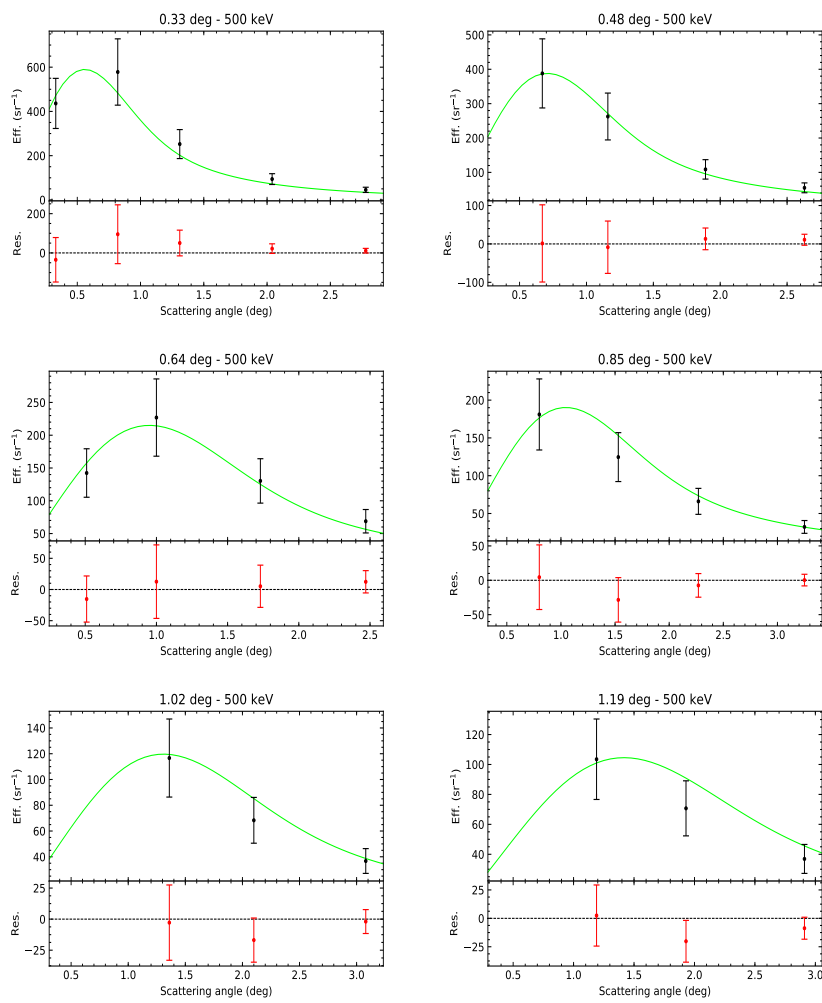 0.33 deg - 500 keV
Eff. (sr⁻¹)
600
400
200
0
Res.
200
0
0.5 1.0 1.5 2.0 2.5
Scattering angle (deg)
0.48 deg - 500 keV
Eff. (sr⁻¹)
500
400
300
200
100
Res.
100
0
−100
0.5 1.0 1.5 2.0 2.5
Scattering angle (deg)
0.64 deg - 500 keV
Eff. (sr⁻¹)
250
200
150
100
50
Res.
50
0
−50
0.5 1.0 1.5 2.0 2.5
Scattering angle (deg)
0.85 deg - 500 keV
Eff. (sr⁻¹)
200
150
100
50
Res.
50
0
−50
0.5 1.0 1.5 2.0 2.5 3.0
Scattering angle (deg)
1.02 deg - 500 keV
Eff. (sr⁻¹)
140
120
100
80
60
40
Res.
25
0
−25
0.5 1.0 1.5 2.0 2.5 3.0
Scattering angle (deg)
1.19 deg - 500 keV
Eff. (sr⁻¹)
120
100
80
60
40
Res.
25
0
−25
0.5 1.0 1.5 2.0 2.5 3.0
Scattering angle (deg)